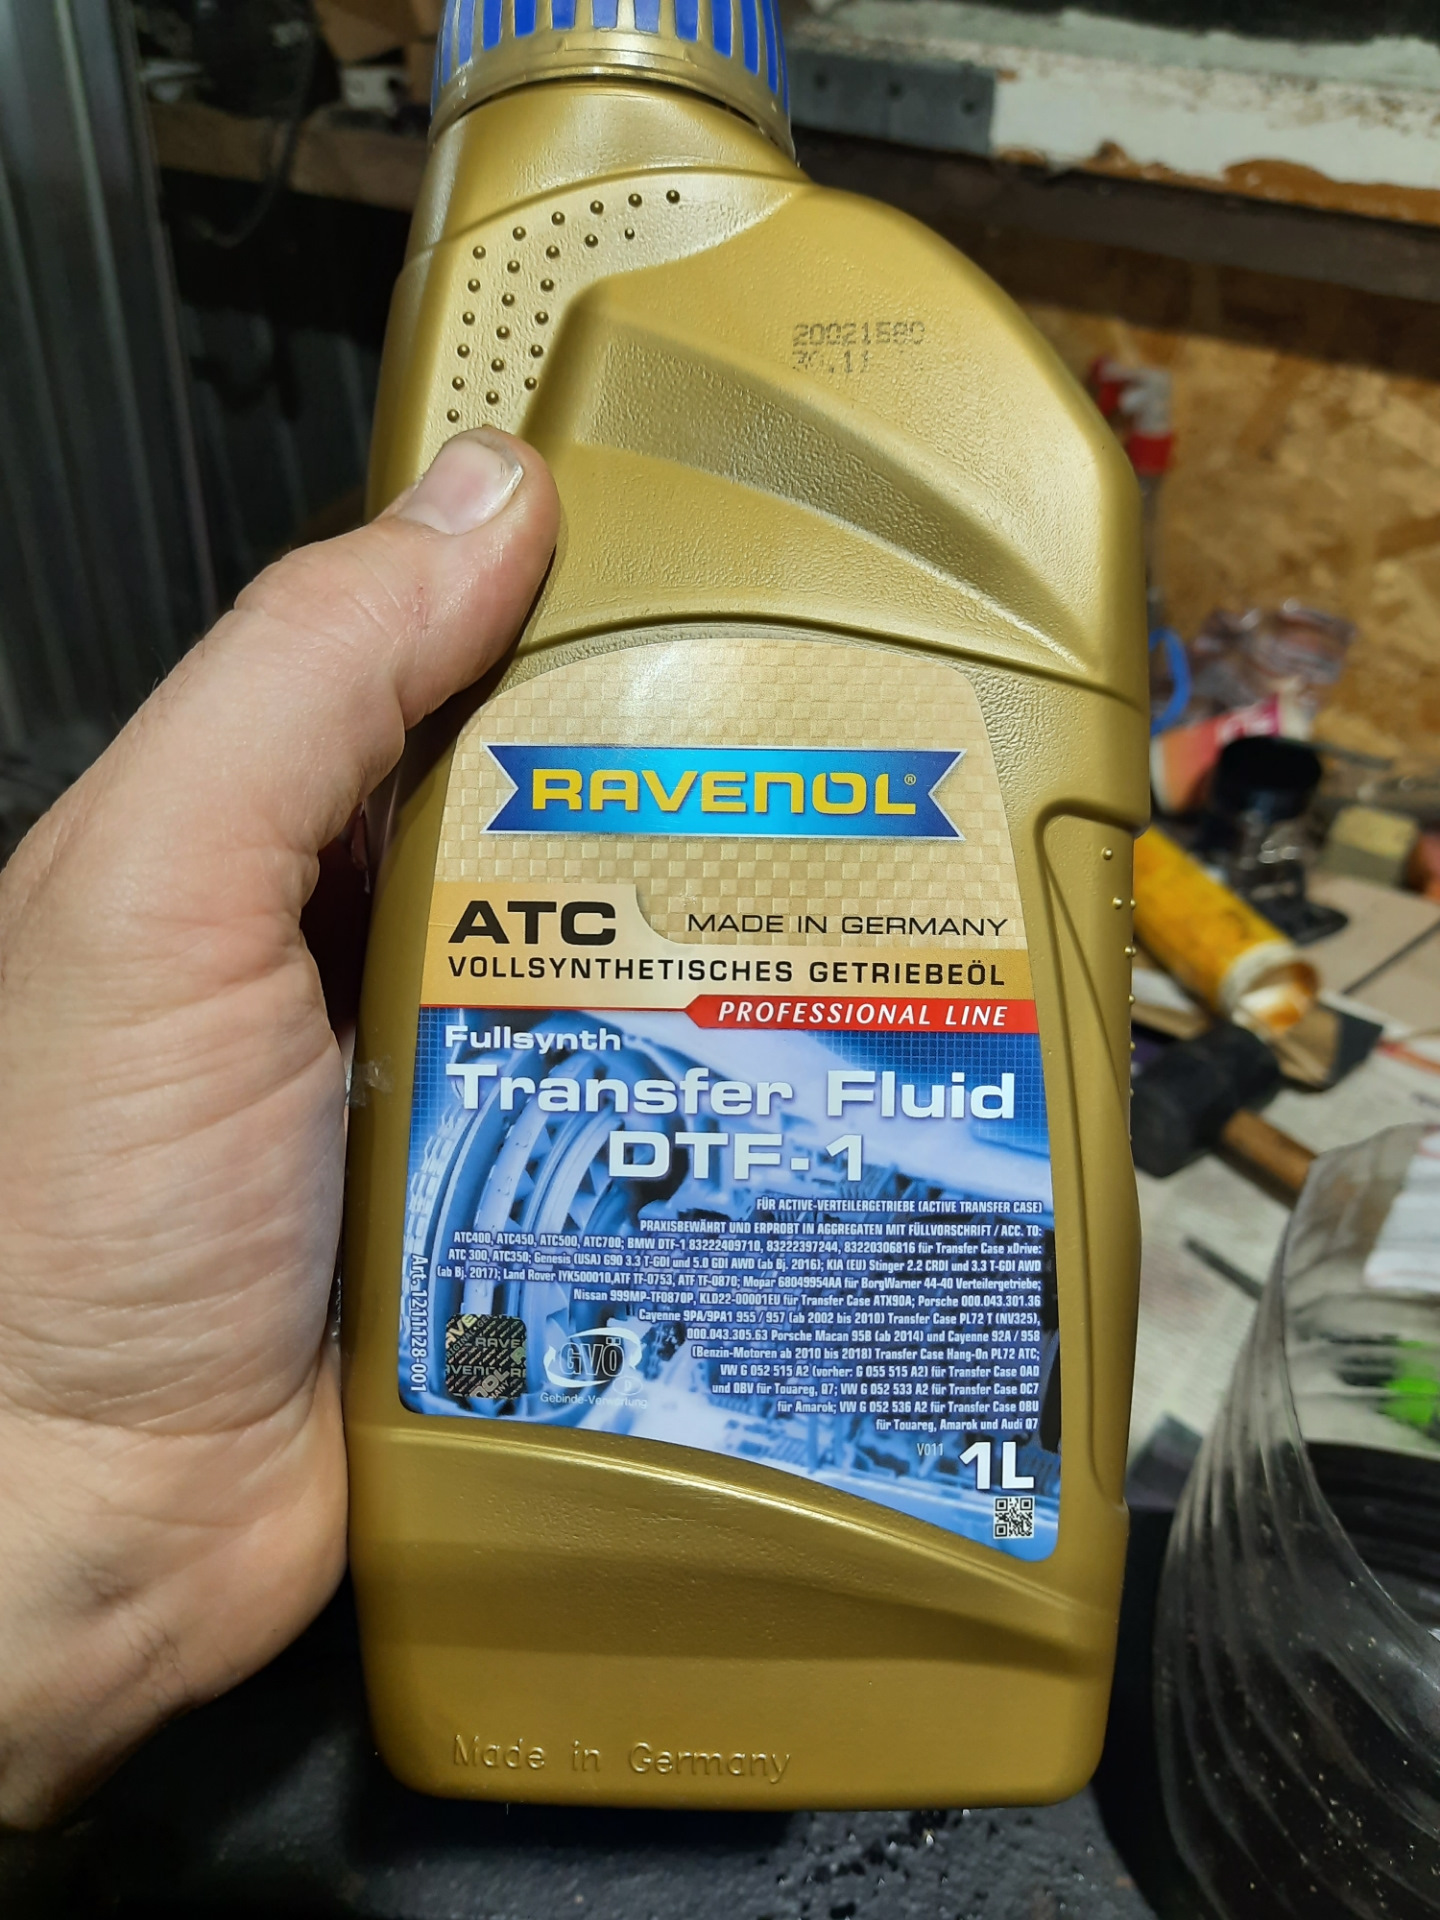 20021580
RAVENOL®
ATC
MADE IN GERMANY
VOLLSYNTHETISCHES GETRIEBEÖL
PROFESSIONAL LINE
Fullsynth
Transfer Fluid
DTF-1
FÜR ACTIVE-VERTEILERGETRIEBE (ACTIVE TRANSFER CASE)
PRAXISBEWÄHRT UND ERPROBT IN AGGREGATEN MIT FÜLLVORSCHRIFT / ACC. TO:
ATC400, ATC450, ATC500, ATC700; BMW DTF-1 83222409710, 83222397244, 83220306816 für Transfer Case xDrive:
ATC 300, ATC350; Genesis (USA) G90 3.3 T-GDI und 5.0 GDI AWD (ab Bj. 2016); KIA (EU) Stinger 2.2 CRDI und 3.3 T-GDI AWD
(ab Bj. 2017); Land Rover IYK500010,ATF TF-0753, ATF TF-0870; Mopar 68049954AA für BorgWarner 44-40 Verteilergetriebe;
Nissan 999MP-TF0870P, KLD22-00001EU für Transfer Case ATX90A; Porsche 000.043.301.36
Cayenne 9PA/9PA1 955 / 957 (ab 2002 bis 2010) Transfer Case PL72 T (NV325),
000.043.305.63 Porsche Macan 95B (ab 2014) und Cayenne 92A / 958
(Benzin-Motoren ab 2010 bis 2018) Transfer Case Hang-On PL72 ATC;
VW G 052 515 A2 (vorher: G 055 515 A2) für Transfer Case 0AD
und 0BV für Touareg, Q7; VW G 052 533 A2 für Transfer Case 0C7
für Amarok; VW G 052 536 A2 für Transfer Case 0BU
für Touareg, Amarok und Audi Q7
Art. 1211128-001
RAVENOL
GVÖ
P
Gebinde-Verwertung
V011
1L
Made in Germany